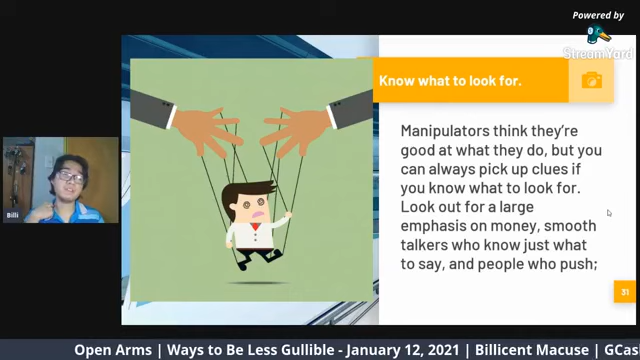 Powered by
StreamYard
Know what to look for.
Manipulators think they're
good at what they do, but you
can always pick up clues if
you know what to look for.
Look out for a large
emphasis on money, smooth
talkers who know just what
to say, and people who push;
31
Billi
Open Arms | Ways to Be Less Gullible - January 12, 2021 | Billicent Macuse | GCas